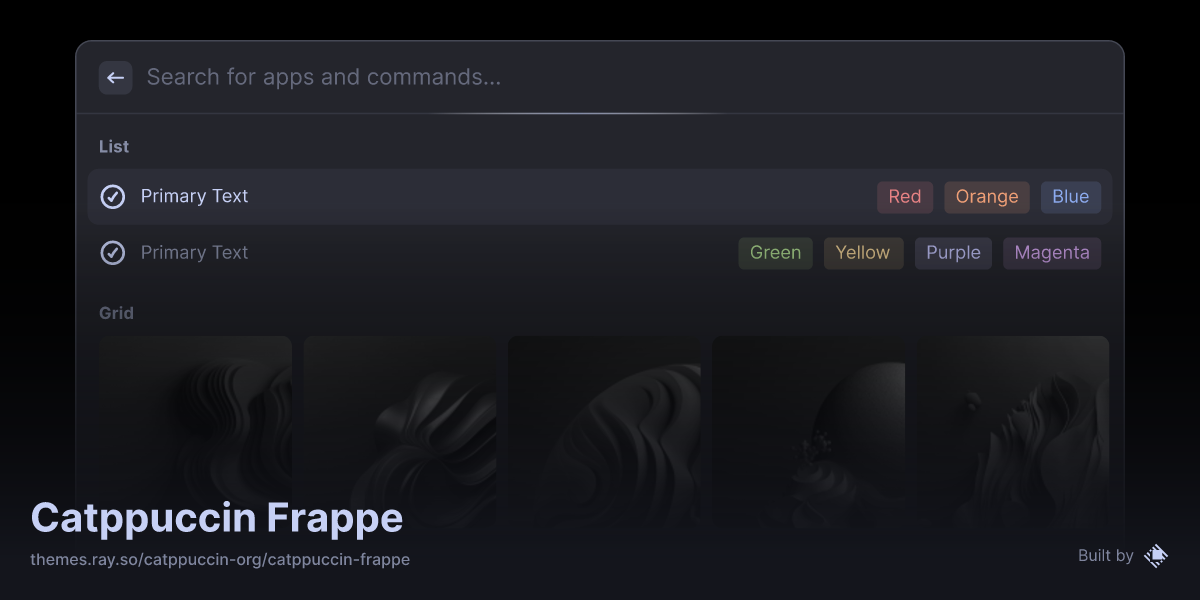 Search for apps and commands...
List
Primary Text Red Orange Blue
Primary Text Green Yellow Purple Magenta
Grid
Catppuccin Frappe
themes.ray.so/catppuccin-org/catppuccin-frappe
Built by